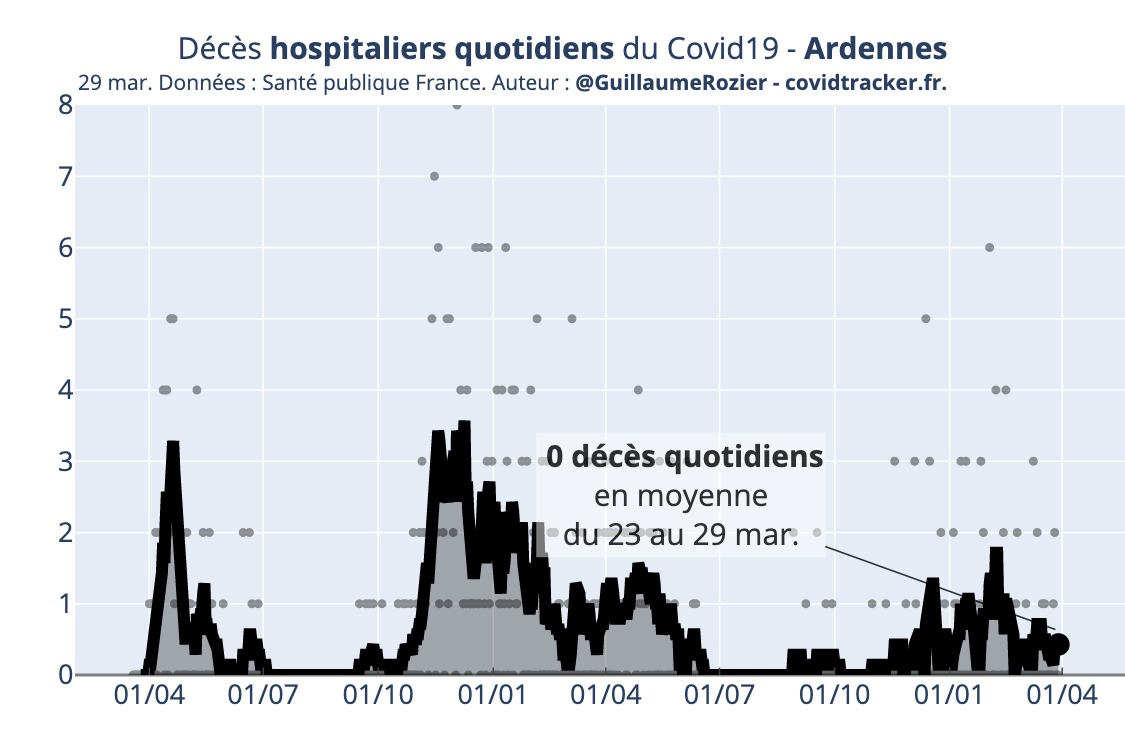 Décès hospitaliers quotidiens du Covid19 - Ardennes
29 mar. Données : Santé publique France. Auteur : @GuillaumeRozier - covidtracker.fr.
8
7
6
5
4
3
2
1
0
0 décès quotidiens
en moyenne
du 23 au 29 mar.
01/04 01/07 01/10 01/01 01/04 01/07 01/10 01/01 01/04